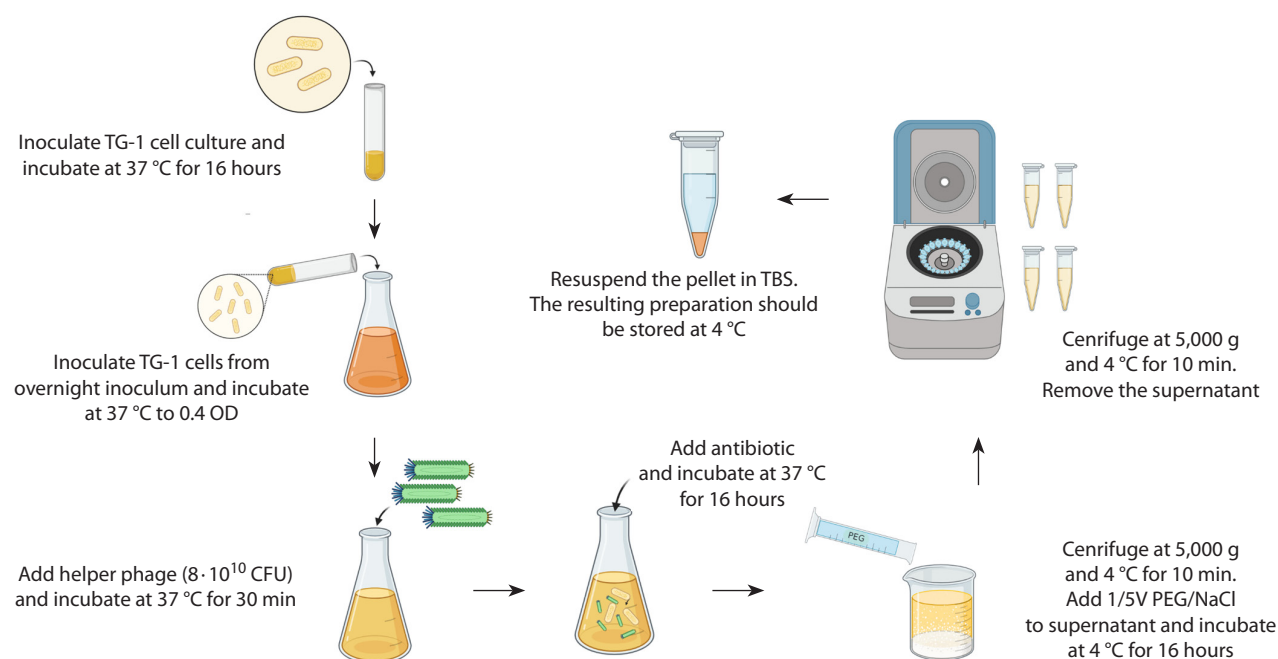 Inoculate TG-1 cell culture and
incubate at 37 °C for 16 hours
Inoculate TG-1 cells from
overnight inoculum and incubate
at 37 °C to 0.4 OD
Add helper phage (8·10¹⁰ CFU)
and incubate at 37 °C for 30 min
Add antibiotic
and incubate at 37 °C
for 16 hours
PEG
Cenrifuge at 5,000 g
and 4 °C for 10 min.
Add 1/5V PEG/NaCl
to supernatant and incubate
at 4 °C for 16 hours
Cenrifuge at 5,000 g
and 4 °C for 10 min.
Remove the supernatant
Resuspend the pellet in TBS.
The resulting preparation should
be stored at 4 °C